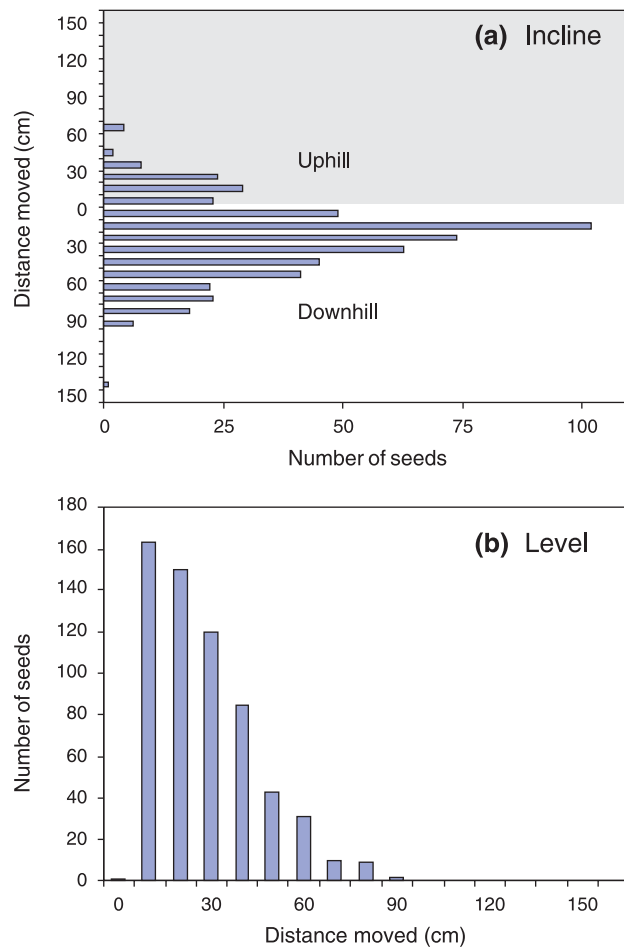 (a) Incline
Distance moved (cm)
150
120
90
60
30
0
30
60
90
120
150
Uphill
Downhill
0 25 50 75 100
Number of seeds
(b) Level
Number of seeds
180
160
140
120
100
80
60
40
20
0
0 30 60 90 120 150
Distance moved (cm)